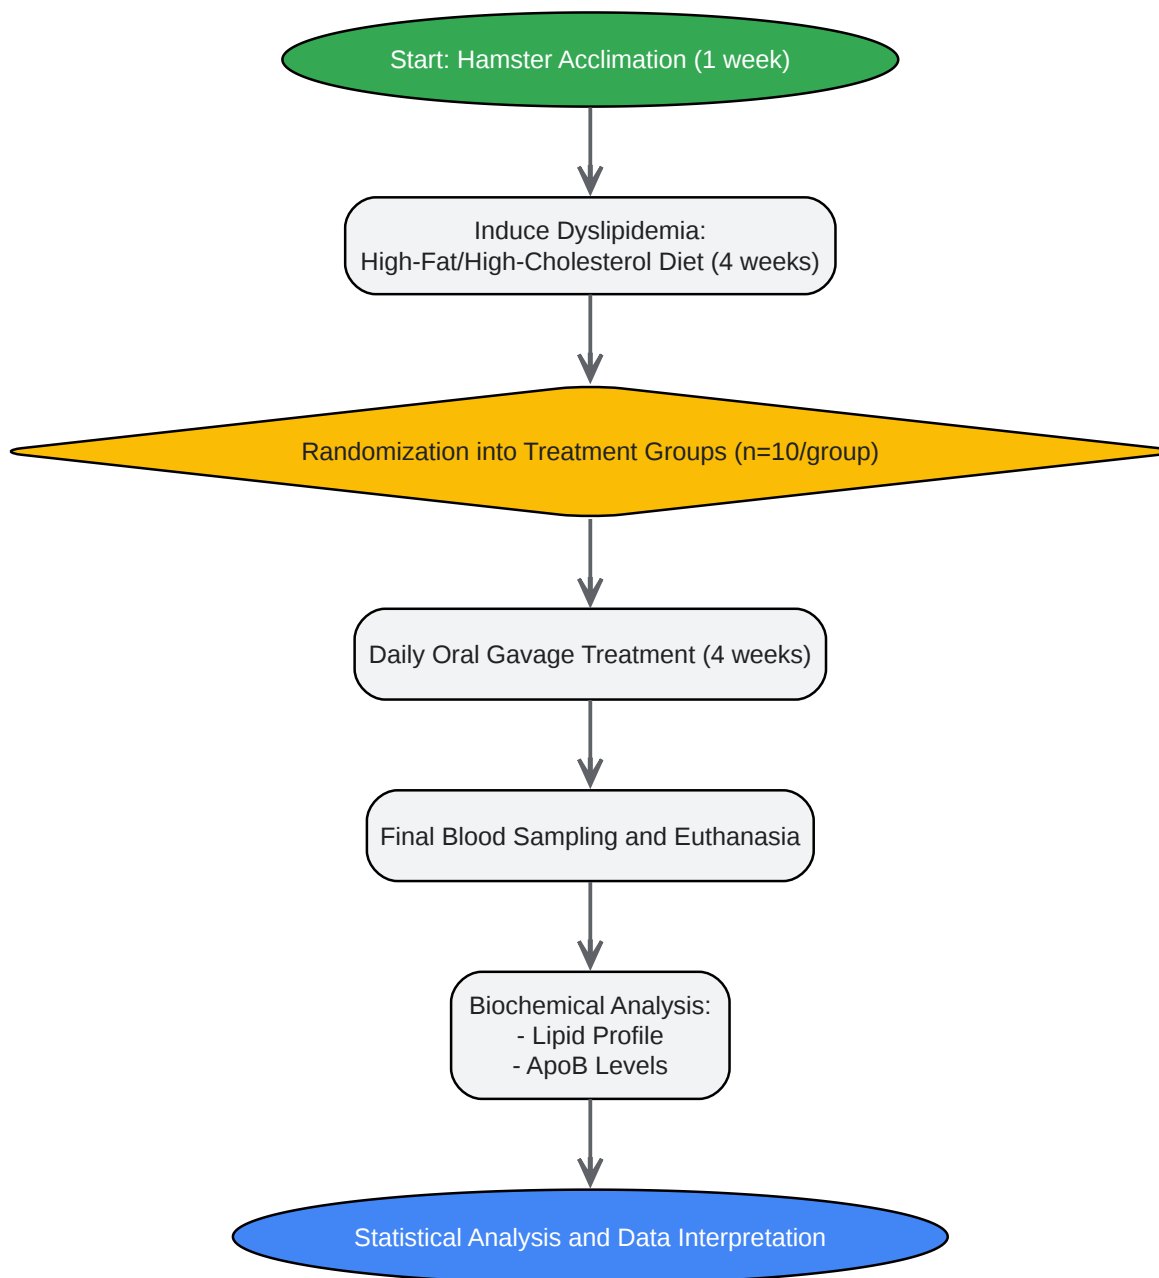 Start: Hamster Acclimation (1 week)
Induce Dyslipidemia:
High-Fat/High-Cholesterol Diet (4 weeks)
Randomization into Treatment Groups (n=10/group)
Daily Oral Gavage Treatment (4 weeks)
Final Blood Sampling and Euthanasia
Biochemical Analysis:
- Lipid Profile
- ApoB Levels
Statistical Analysis and Data Interpretation